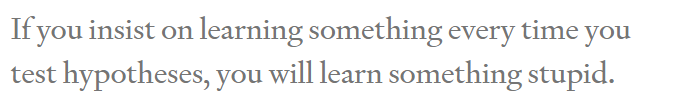 If you insist on learning something every time you
test hypotheses, you will learn something stupid.